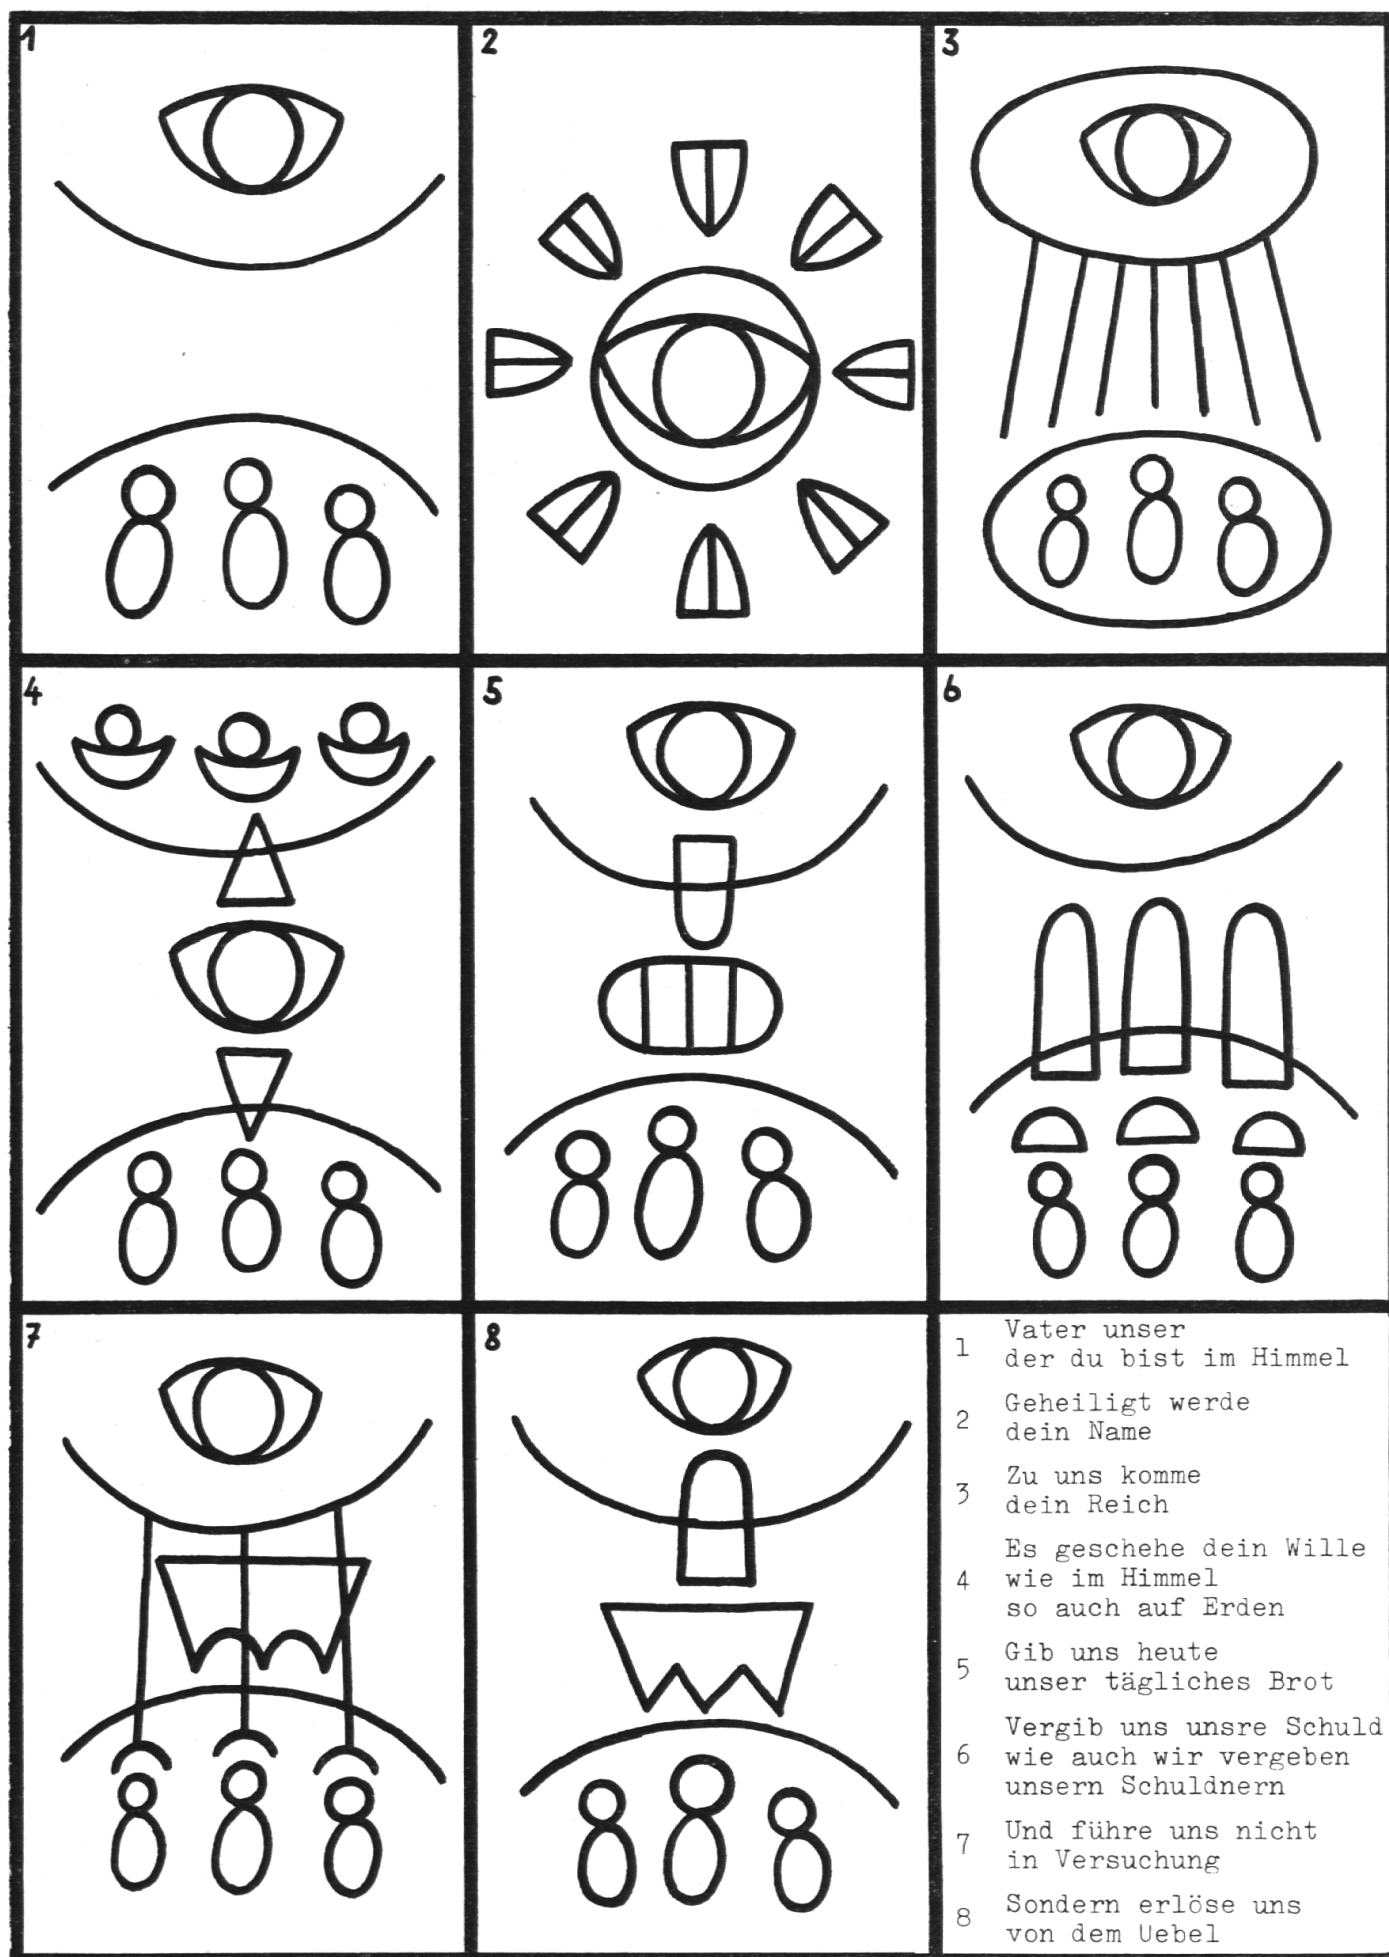 1
2
3
4
5
6
7
8
1 Vater unser
der du bist im Himmel
2 Geheiligt werde
dein Name
3 Zu uns komme
dein Reich
Es geschehe dein Wille
4 wie im Himmel
so auch auf Erden
5 Gib uns heute
unser tägliches Brot
Vergib uns unsre Schuld
6 wie auch wir vergeben
unsern Schuldnern
7 Und führe uns nicht
in Versuchung
8 Sondern erlöse uns
von dem Uebel